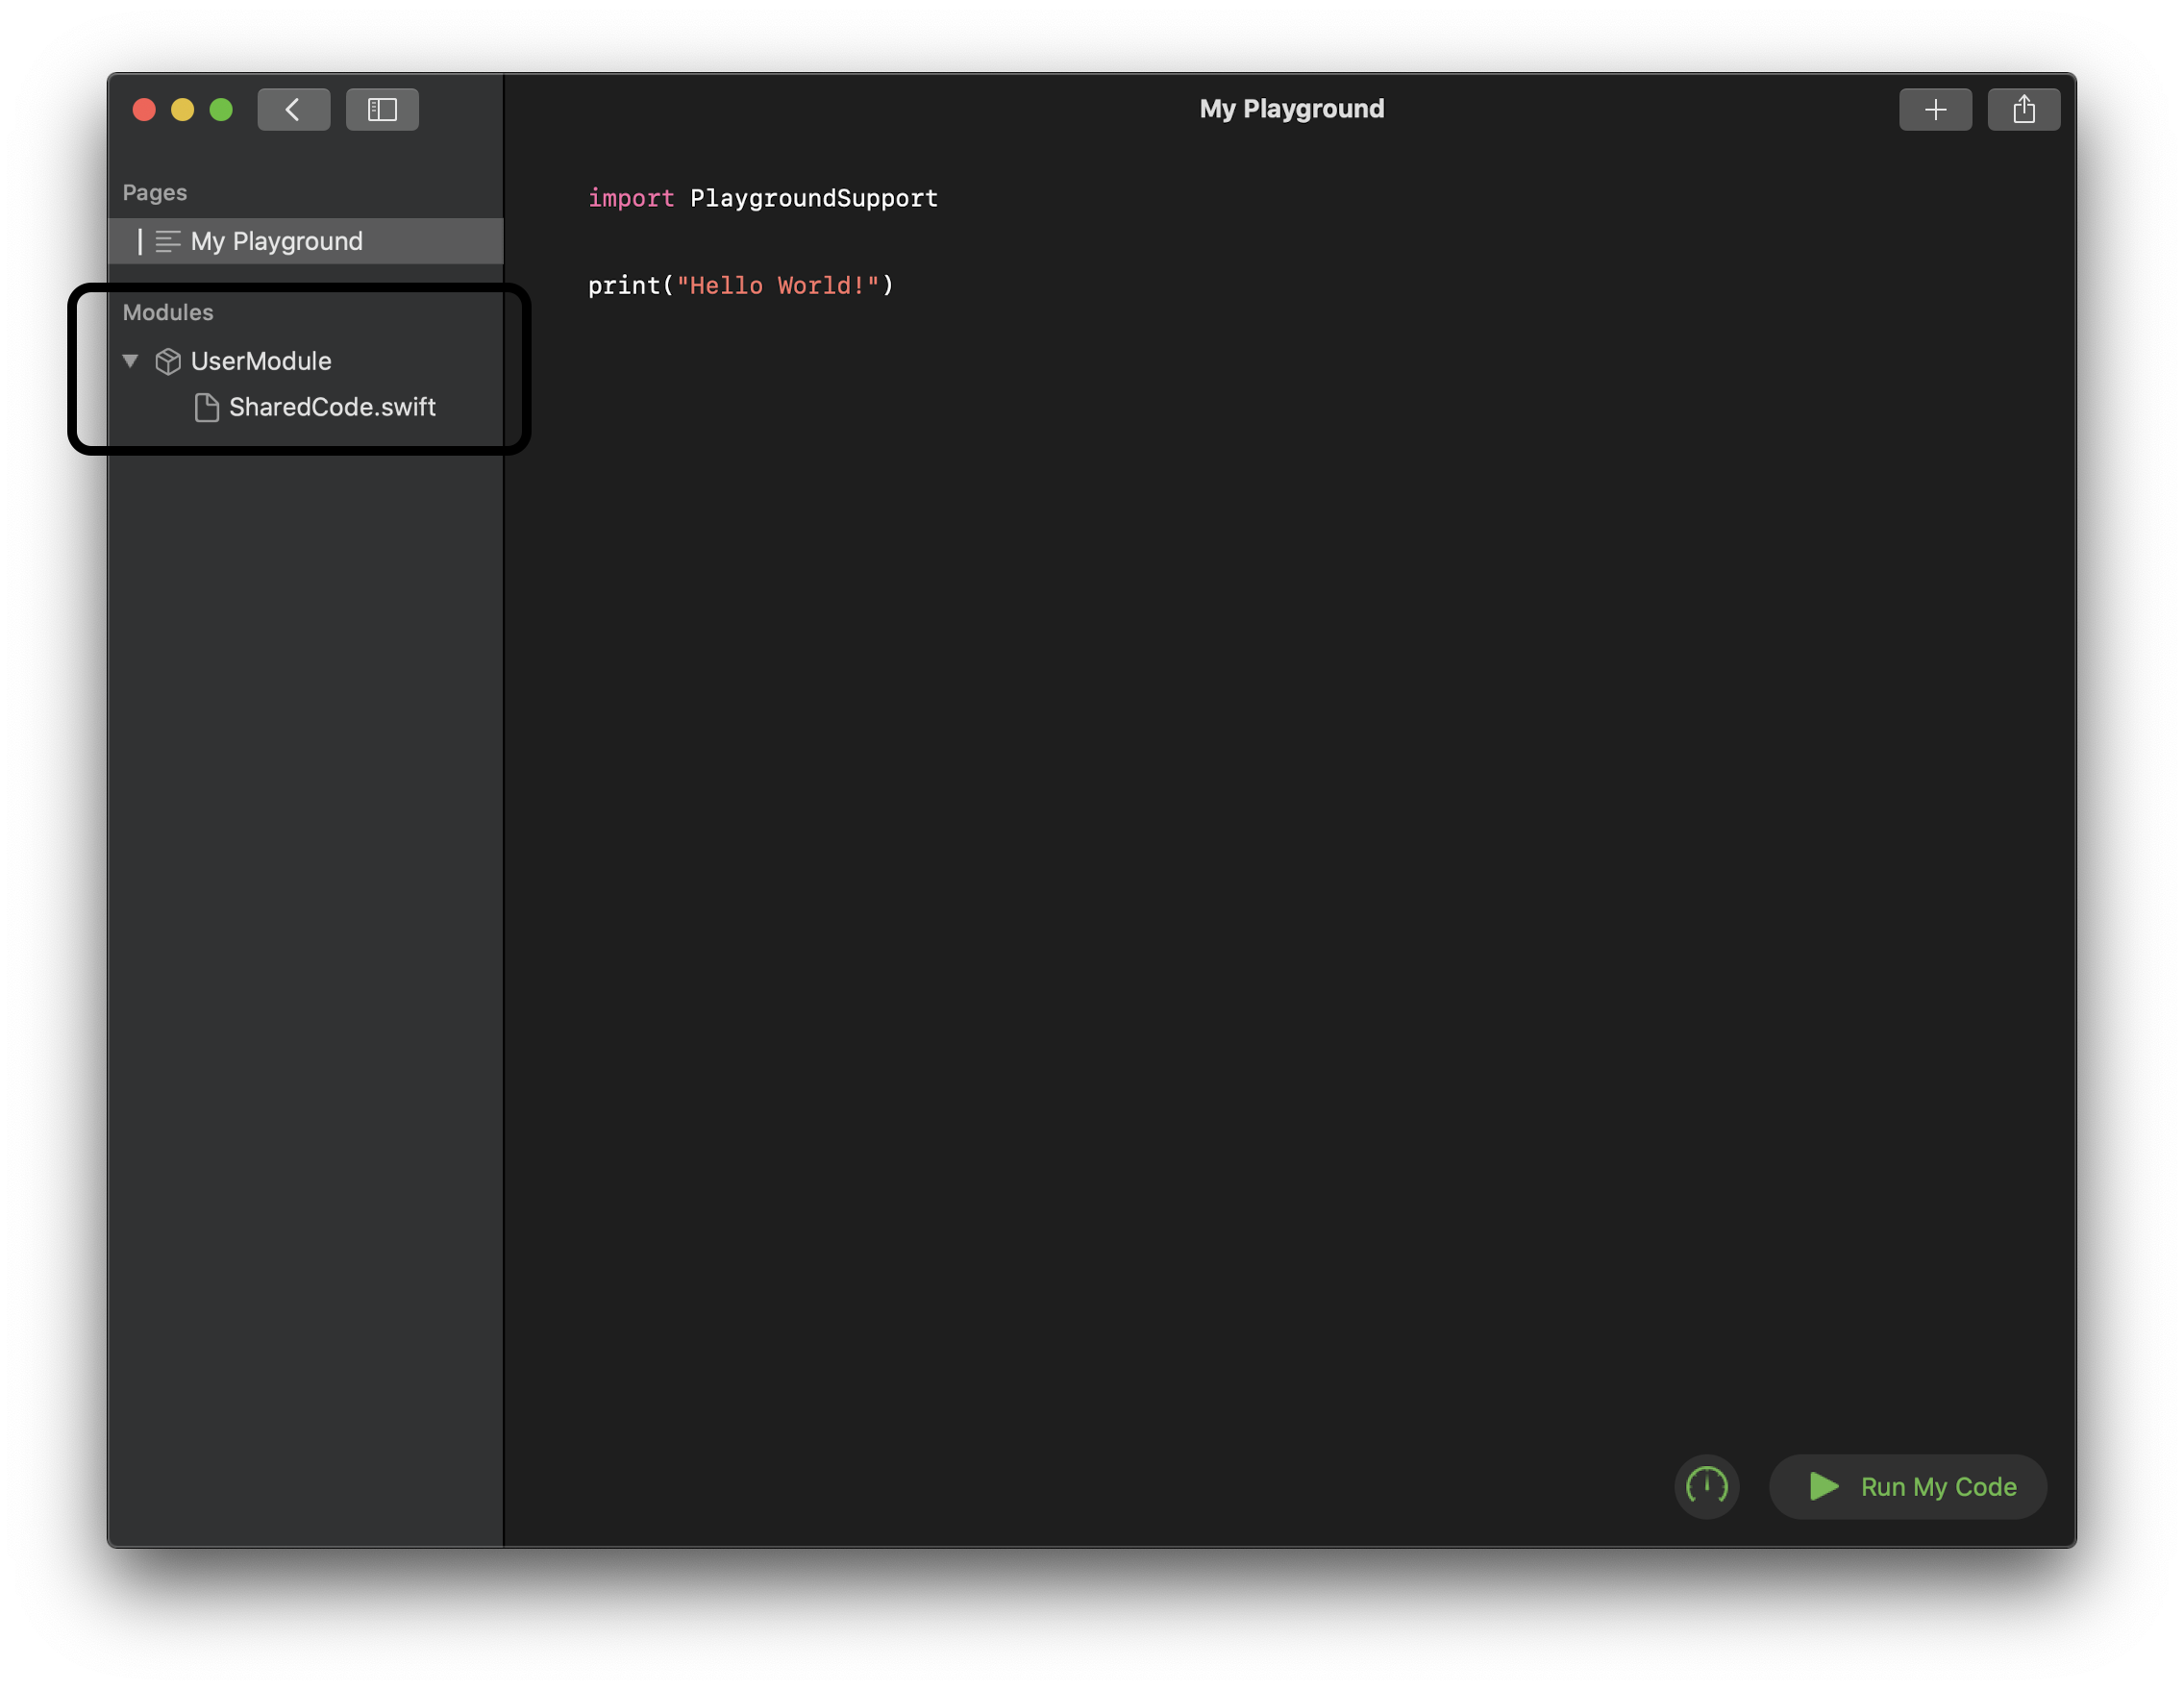 My Playground
Pages
My Playground
Modules
UserModule
SharedCode.swift
import PlaygroundSupport
print("Hello World!")
Run My Code